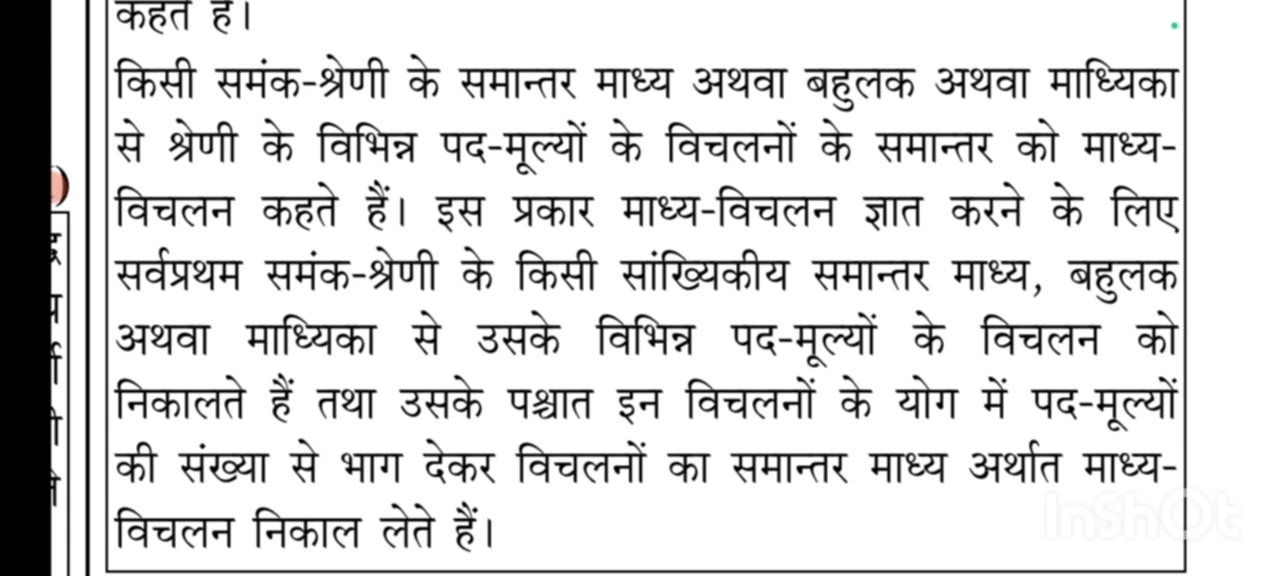 कहते हैं।
किसी समंक-श्रेणी के समान्तर माध्य अथवा बहुलक अथवा माध्यिका
से श्रेणी के विभिन्न पद-मूल्यों के विचलनों के समान्तर को माध्य-
विचलन कहते हैं। इस प्रकार माध्य-विचलन ज्ञात करने के लिए
सर्वप्रथम समंक-श्रेणी के किसी सांख्यिकीय समान्तर माध्य, बहुलक
अथवा माध्यिका से उसके विभिन्न पद-मूल्यों के विचलन को
निकालते हैं तथा उसके पश्चात इन विचलनों के योग में पद-मूल्यों
की संख्या से भाग देकर विचलनों का समान्तर माध्य अर्थात माध्य-
विचलन निकाल लेते हैं।
InShOt